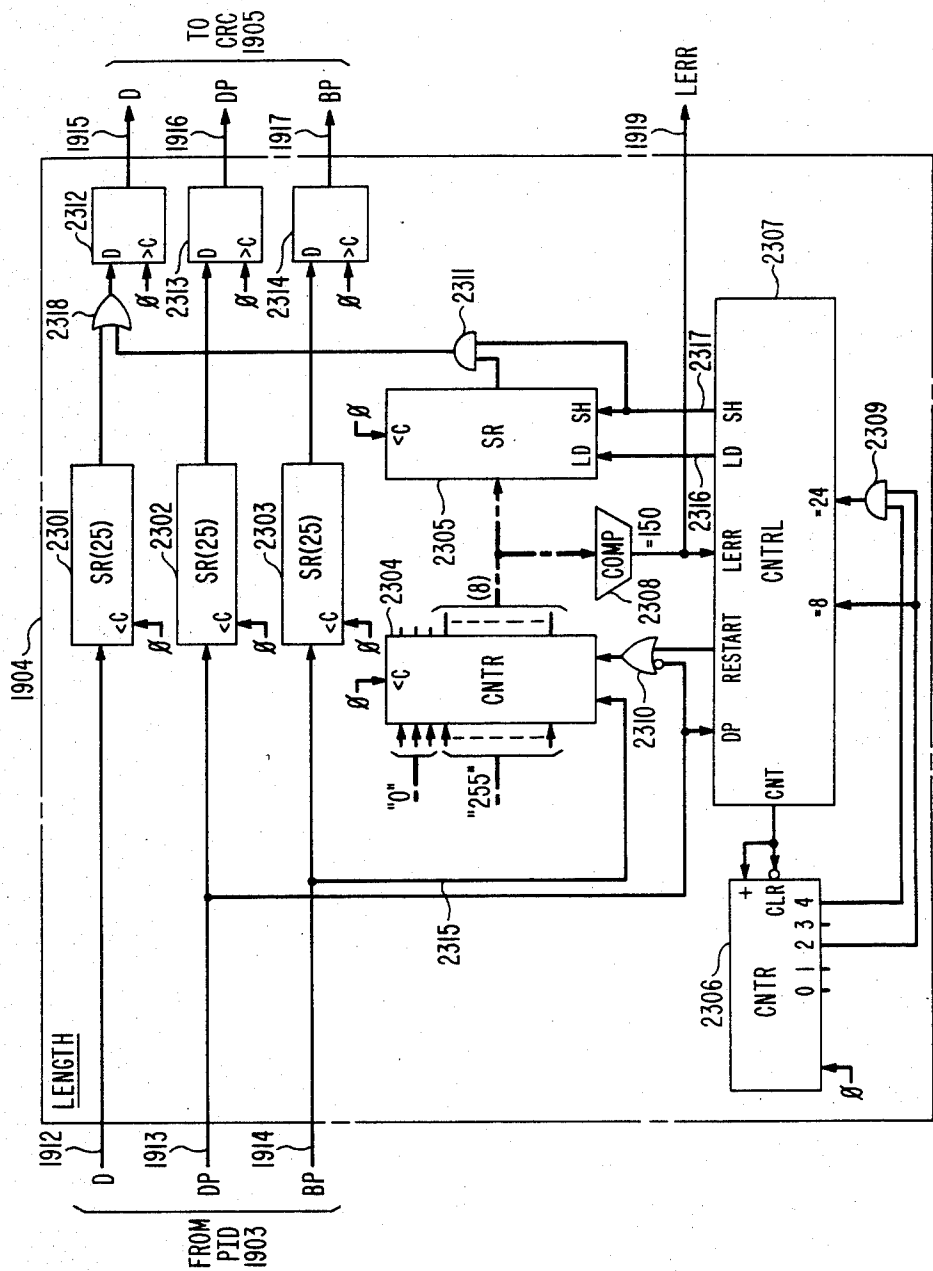 1904
LENGTH
FROM
PID
1903
D
1912
DP
1913
BP
1914
2301
SR(25)
<C
Ø
2302
SR(25)
<C
Ø
2303
SR(25)
<C
Ø
2318
2312
D
>C
Ø
2313
D
>C
Ø
2314
D
>C
Ø
1915
D
1916
DP
1917
BP
TO
CRC
1905
2304
Ø
<C
CNTR
"0"
"255"
(8)
2305
Ø
<C
SR
LD
SH
2311
2315
2310
COMP
=150
2308
2316
2317
1919
LERR
2306
CNTR
+
CLR
0 1 2 3 4
Ø
CNT
DP
RESTART
LERR
LD
SH
CNTRL
=8
=24
2307
2309